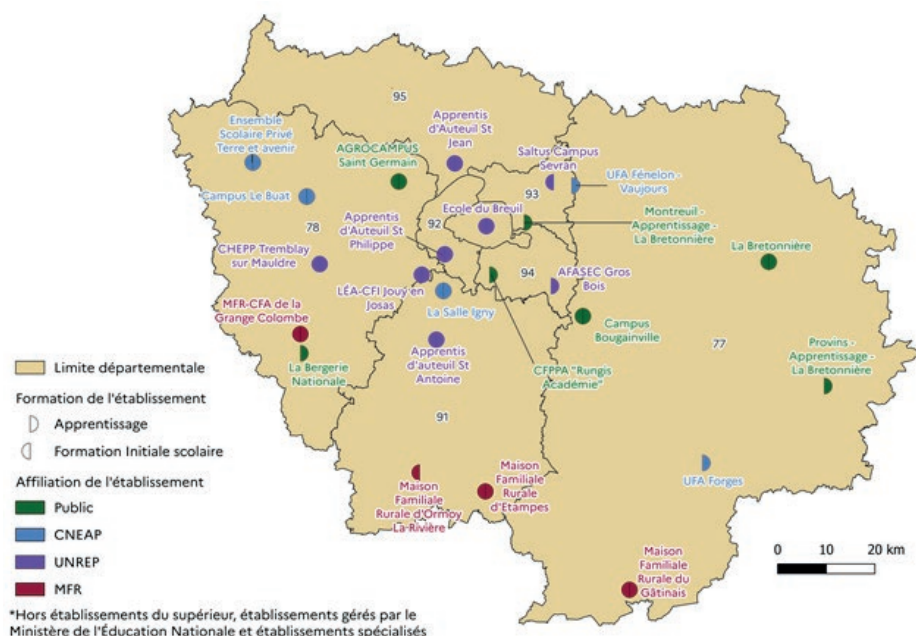 95
Ensemble
Scolaire Privé
Terre et avenir
Apprentis
d'Auteuil St
Jean
AGROCAMPUS
Saint Germain
Saltus Campus
Sevran
93
UFA Fénelon -
Vaujours
Campus Le Buat
78
92
Ecole du Breuil
Apprentis
d'Auteuil St
Philippe
Montreuil -
Apprentissage -
La Bretonnière
La Bretonnière
CHEPP Tremblay
sur Mauldre
94
AFASEC Gros
Bois
LÉA-CFI Jouy en
Josas
La Salle Igny
MFR-CFA de la
Grange Colombe
Campus
Bougainville
77
La Bergerie
Nationale
Apprentis
d'auteuil St
Antoine
CFPPA "Rungis
Académie"
Provins -
Apprentissage -
La Bretonnière
91
Maison
Familiale
Rurale d'Ormoy
La Rivière
Maison
Familiale
Rurale
d'Etampes
UFA Forges
Maison
Familiale
Rurale du
Gâtinais
Limite départementale
Formation de l'établissement
Apprentissage
Formation Initiale scolaire
Affiliation de l'établissement
Public
CNEAP
UNREP
MFR
0 10 20 km
*Hors établissements du supérieur, établissements gérés par le
Ministère de l'Éducation Nationale et établissements spécialisés